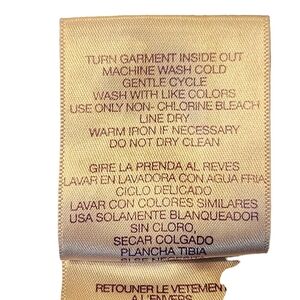 TURN GARMENT INSIDE OUT
MACHINE WASH COLD
GENTLE CYCLE
WASH WITH LIKE COLORS
USE ONLY NON- CHLORINE BLEACH
LINE DRY
WARM IRON IF NECESSARY
DO NOT DRY CLEAN
GIRE LA PRENDA AL REVES
LAVAR EN LAVADORA CON AGUA FRIA
CICLO DELICADO
LAVAR CON COLORES SIMILARES
USA SOLAMENTE BLANQUEADOR
SIN CLORO,
SECAR COLGADO
PLANCHA TIBIA
RETOURNER LE VETEMEN
A L'ENVERS